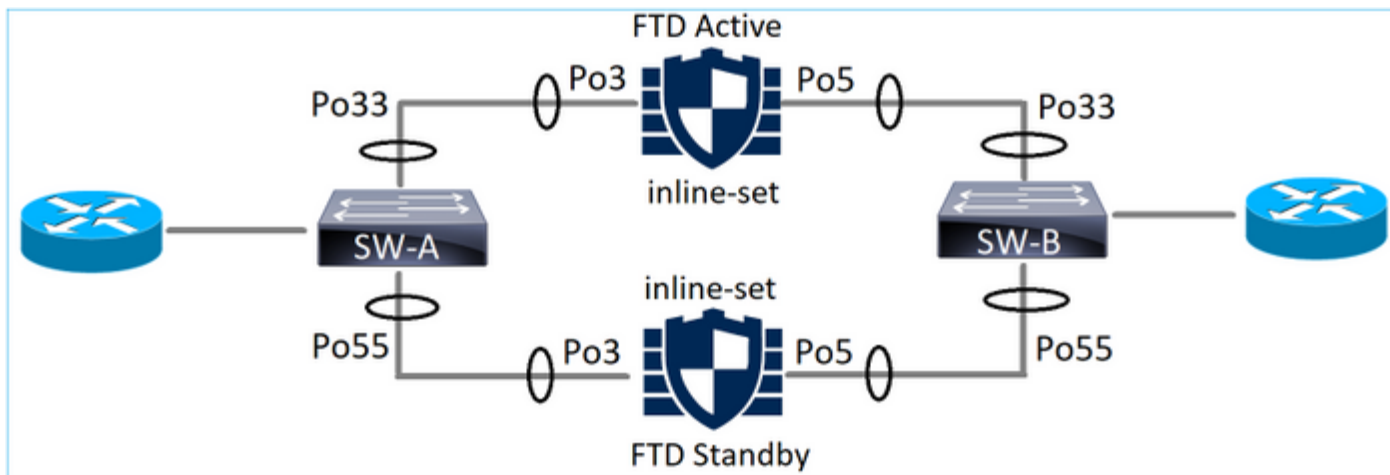 FTD Active
Po3
Po5
Po33
Po33
inline-set
SW-A
SW-B
inline-set
Po55
Po3
Po5
Po55
FTD Standby